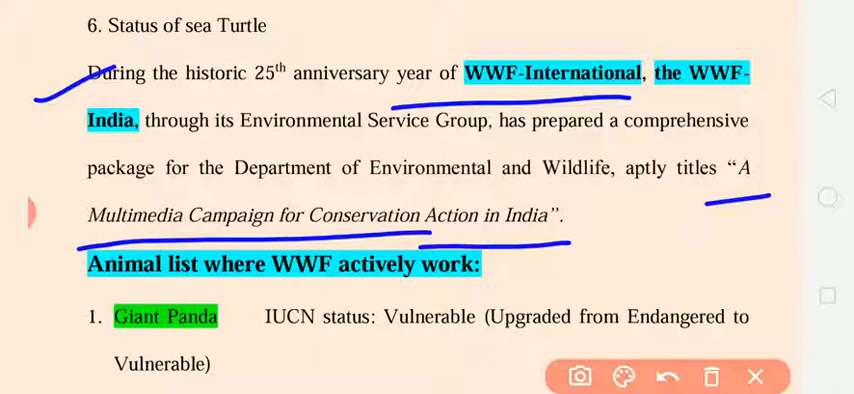 6. Status of sea Turtle
During the historic 25th anniversary year of WWF-International, the WWF-
India, through its Environmental Service Group, has prepared a comprehensive
package for the Department of Environmental and Wildlife, aptly titles “A
Multimedia Campaign for Conservation Action in India”.
Animal list where WWF actively work:
1. Giant Panda IUCN status: Vulnerable (Upgraded from Endangered to
Vulnerable)